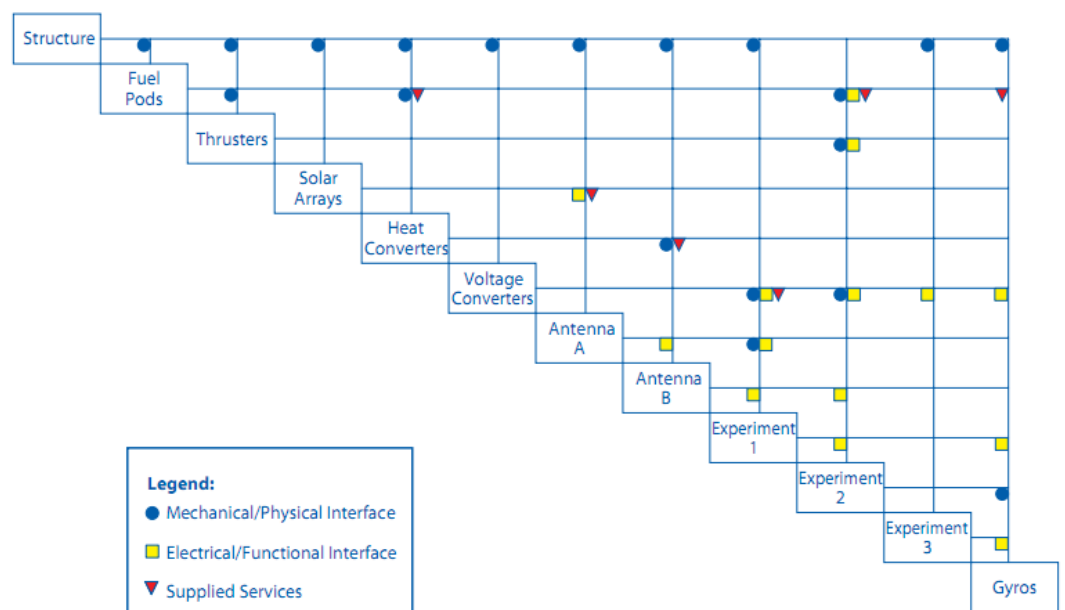 Structure
Fuel
Pods
Thrusters
Solar
Arrays
Heat
Converters
Voltage
Converters
Antenna
A
Antenna
B
Experiment
1
Experiment
2
Experiment
3
Gyros
Legend:
Mechanical/Physical Interface
Electrical/Functional Interface
Supplied Services